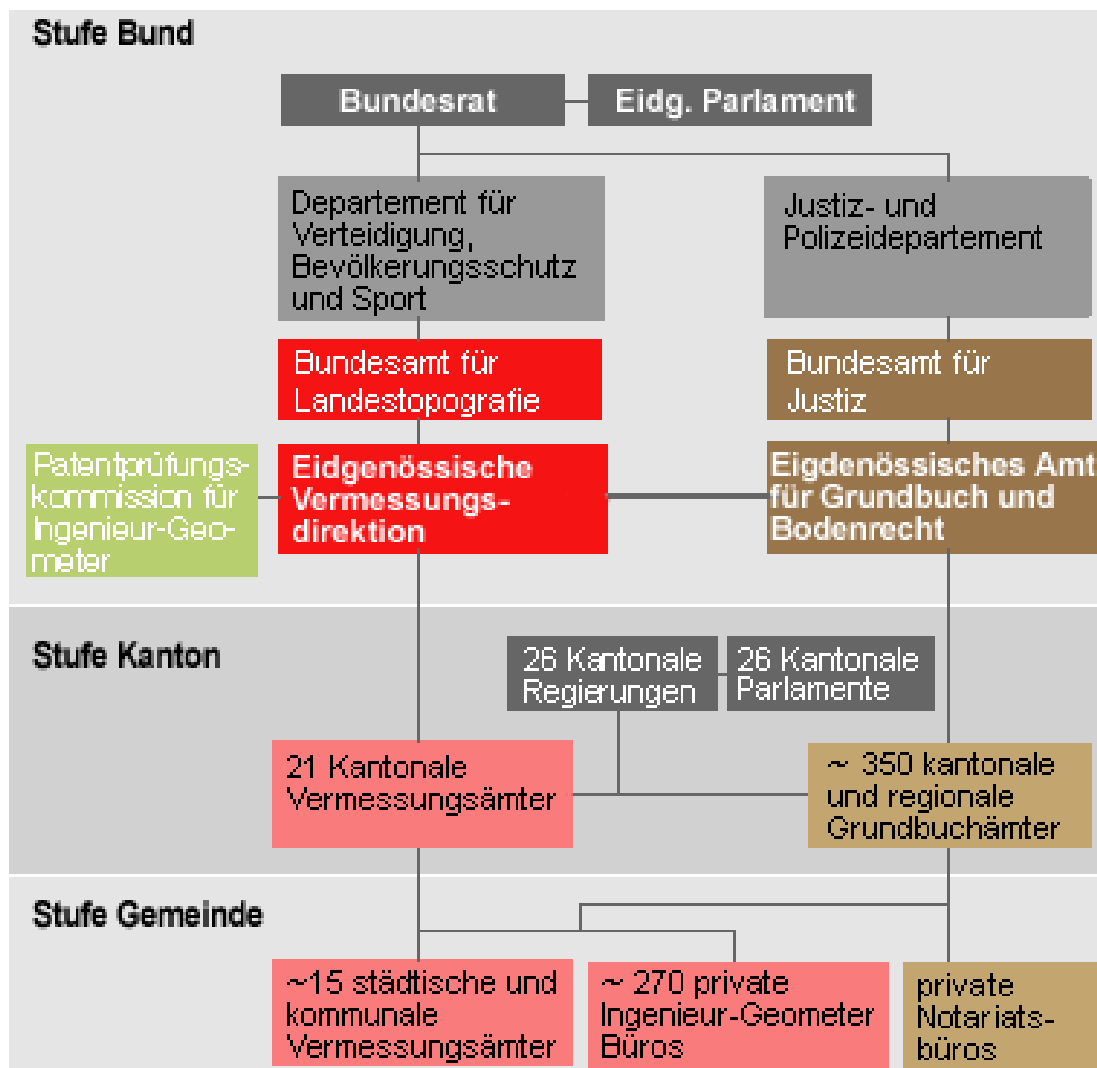 Stufe Bund
Bundesrat
Eidg. Parlament
Departement für
Verteidigung,
Bevölkerungsschutz
und Sport
Justiz- und
Polizeidepartement
Bundesamt für
Landestopografie
Bundesamt für
Justiz
Patentprüfungs-
kommission für
Ingenieur-Geo-
meter
Eidgenössische
Vermessungs-
direktion
Eigdenössisches Amt
für Grundbuch und
Bodenrecht
Stufe Kanton
26 Kantonale
Regierungen
26 Kantonale
Parlamente
21 Kantonale
Vermessungsämter
~ 350 kantonale
und regionale
Grundbuchämter
Stufe Gemeinde
~15 städtische und
kommunale
Vermessungsämter
~ 270 private
Ingenieur-Geometer
Büros
private
Notariats-
büros